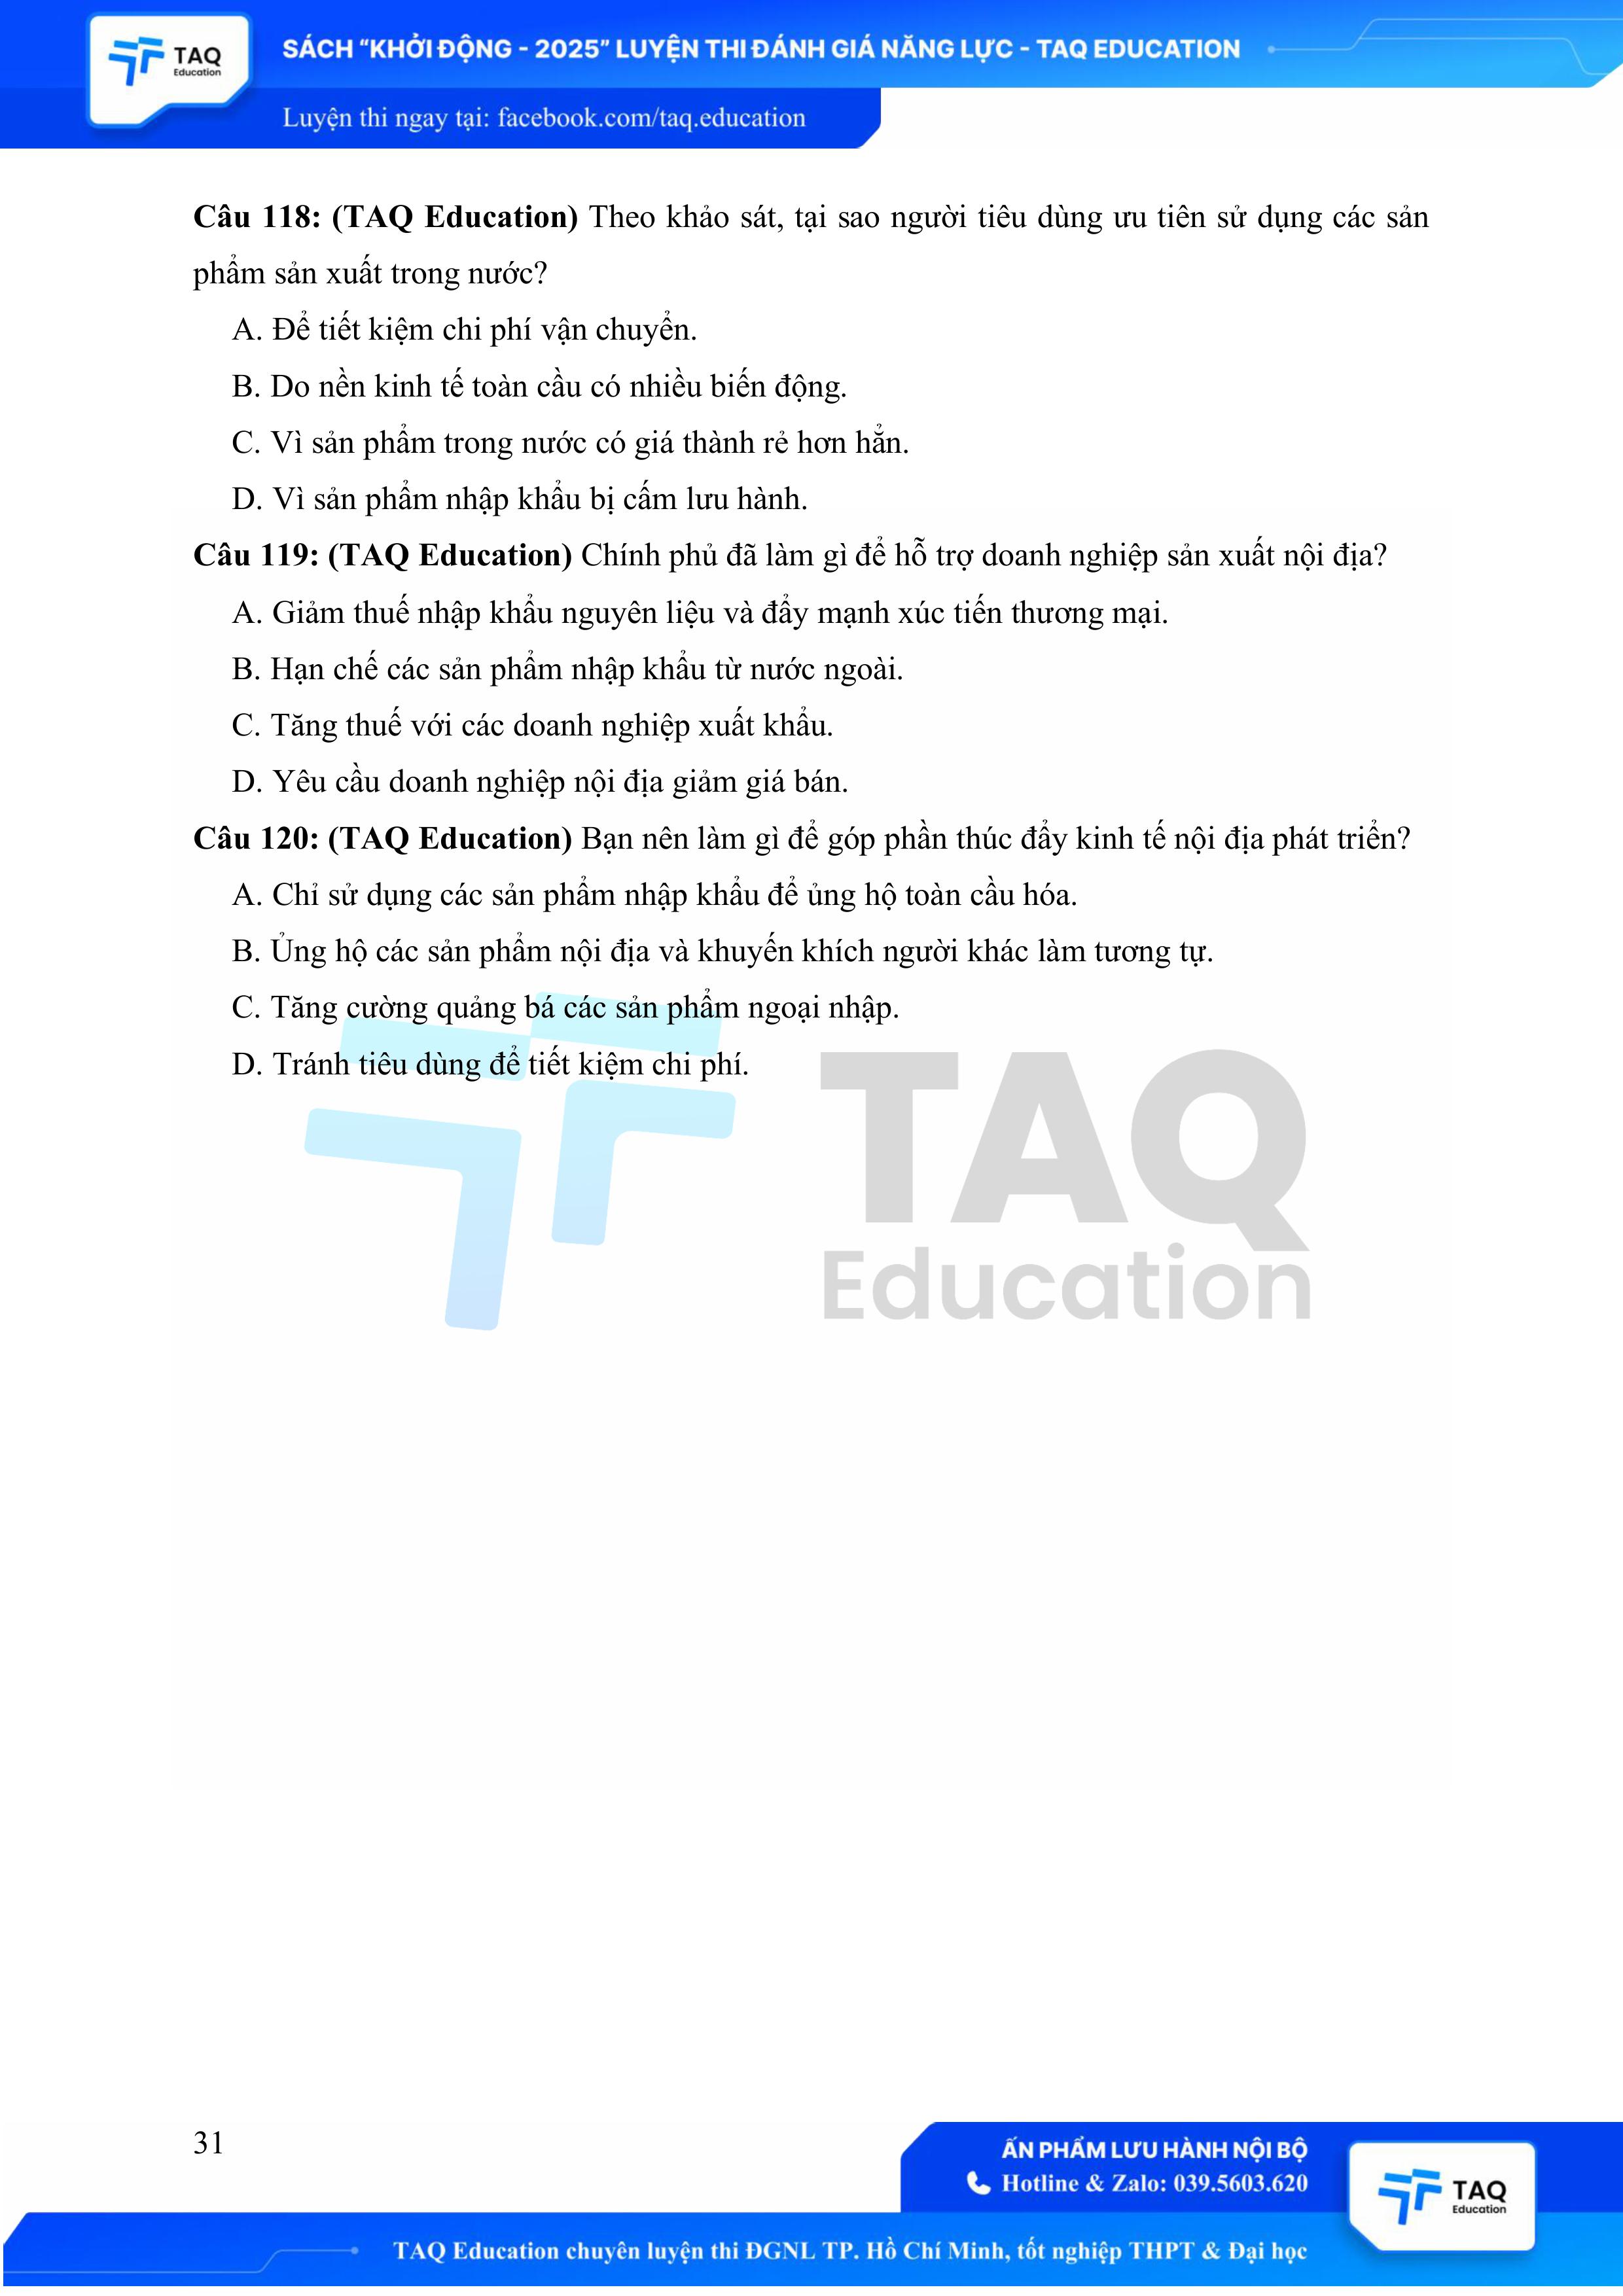 TAQ
Education
SÁCH “KHỞI ĐỘNG - 2025” LUYỆN THI ĐÁNH GIÁ NĂNG LỰC - TAQ EDUCATION
Luyện thi ngay tại: facebook.com/taq.education
Câu 118: (TAQ Education) Theo khảo sát, tại sao người tiêu dùng ưu tiên sử dụng các sản
phẩm sản xuất trong nước?
A. Để tiết kiệm chi phí vận chuyển.
B. Do nền kinh tế toàn cầu có nhiều biến động.
C. Vì sản phẩm trong nước có giá thành rẻ hơn hẳn.
D. Vì sản phẩm nhập khẩu bị cấm lưu hành.
Câu 119: (TAQ Education) Chính phủ đã làm gì để hỗ trợ doanh nghiệp sản xuất nội địa?
A. Giảm thuế nhập khẩu nguyên liệu và đẩy mạnh xúc tiến thương mại.
B. Hạn chế các sản phẩm nhập khẩu từ nước ngoài.
C. Tăng thuế với các doanh nghiệp xuất khẩu.
D. Yêu cầu doanh nghiệp nội địa giảm giá bán.
Câu 120: (TAQ Education) Bạn nên làm gì để góp phần thúc đẩy kinh tế nội địa phát triển?
A. Chỉ sử dụng các sản phẩm nhập khẩu để ủng hộ toàn cầu hóa.
B. Ủng hộ các sản phẩm nội địa và khuyến khích người khác làm tương tự.
C. Tăng cường quảng bá các sản phẩm ngoại nhập.
D. Tránh tiêu dùng để tiết kiệm chi phí.
TAQ
Education
31
ẤN PHẨM LƯU HÀNH NỘI BỘ
Hotline & Zalo: 039.5603.620
TAQ
Education
TAQ Education chuyên luyện thi ĐGNL TP. Hồ Chí Minh, tốt nghiệp THPT & Đại học